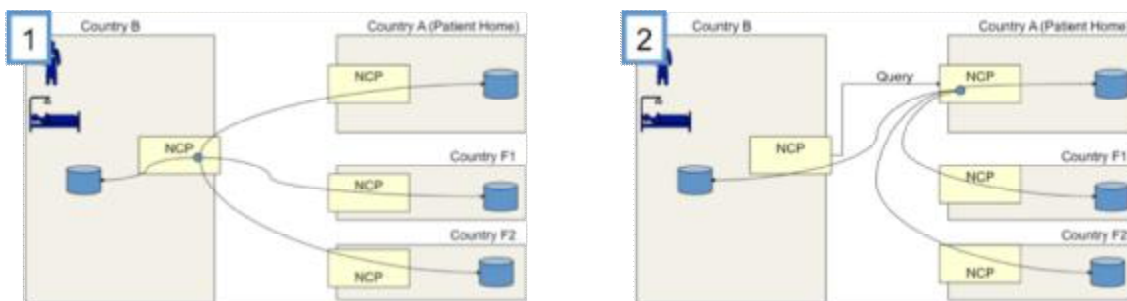 1
Country B
Country A (Patient Home)
NCP
NCP
Country F1
NCP
Country F2
NCP
2
Country B
Country A (Patient Home
Query
NCP
NCP
Country F1
NCP
Country F2
NCP